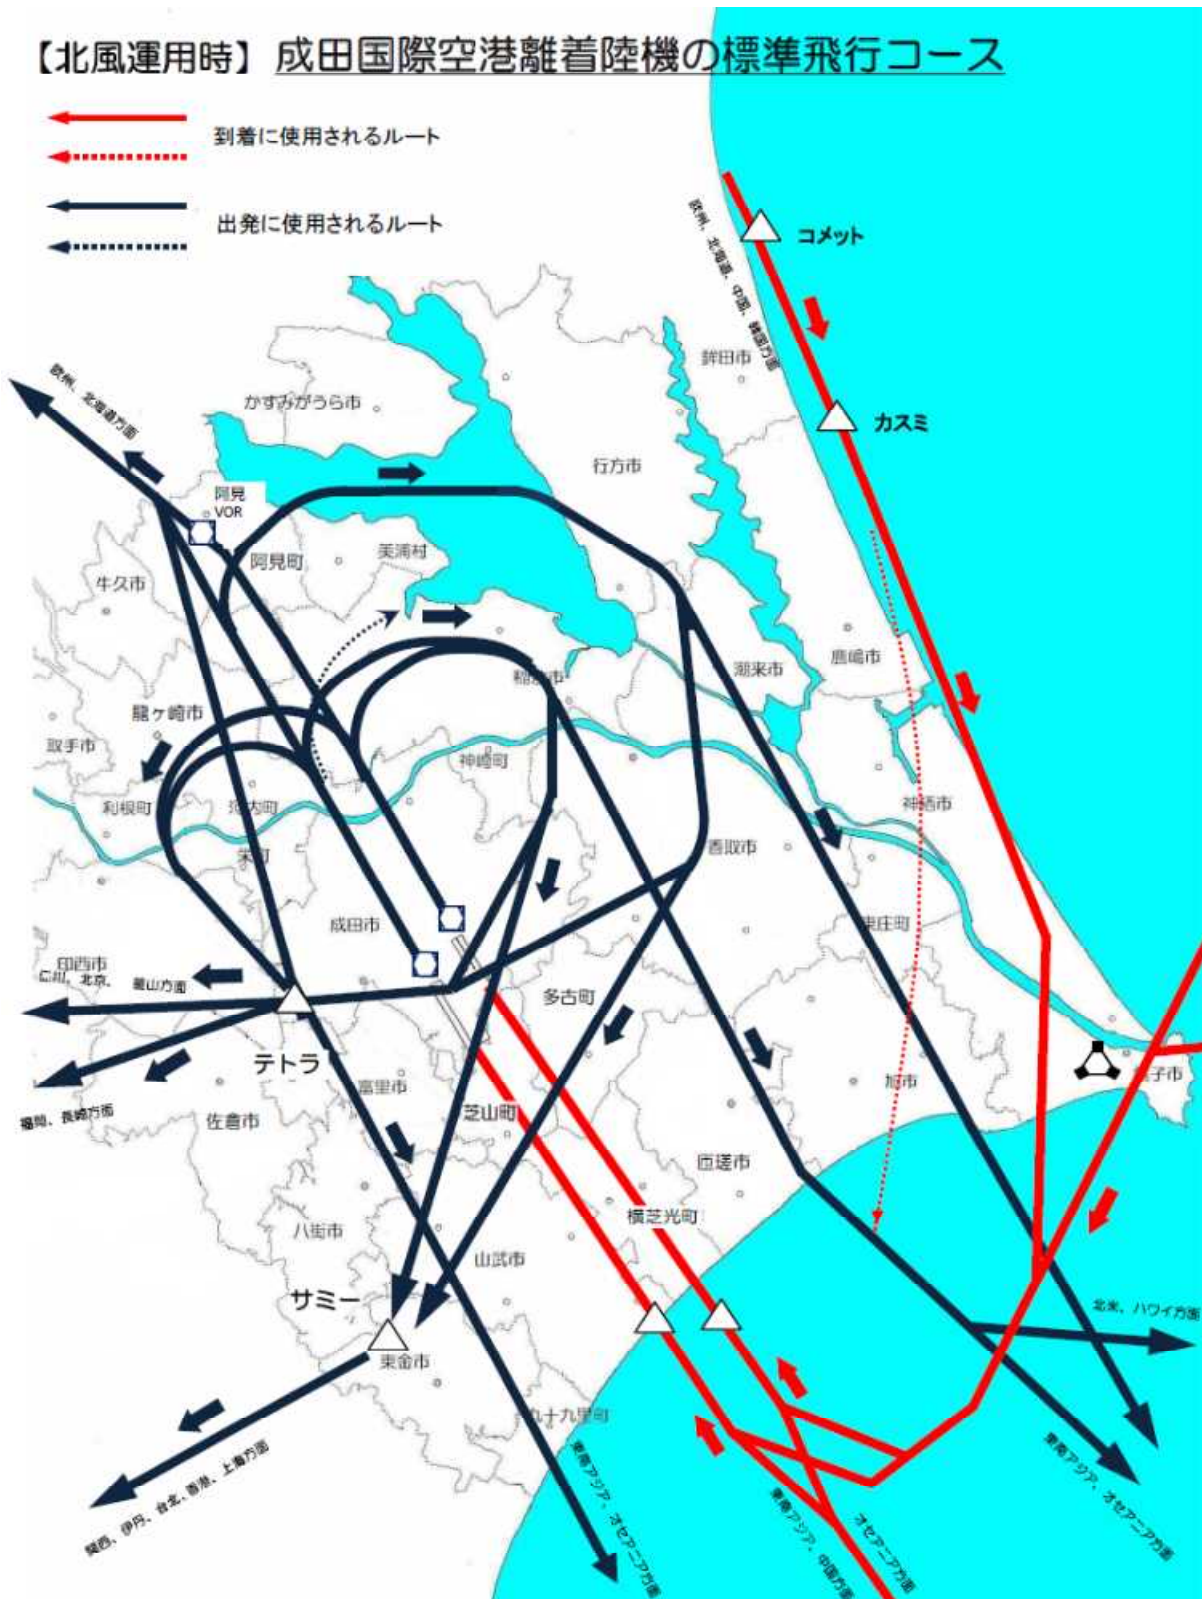 【北風運用時】 成田国際空港離着陸機の標準飛行コース
到着に使用されるルート
出発に使用されるルート
コメット
欧州、北海道、中国、韓国方面
鉾田市
カスミ
欧州、北海道方面
かすみがうら市
行方市
阿見
VOR
阿見町
美浦村
牛久市
稲敷市
潮来市
鹿嶋市
龍ヶ崎市
取手市
神崎町
利根町
河内町
神栖市
香取市
栄町
成田市
東庄町
印西市
仁川、北京、釜山方面
多古町
テトラ
富里市
旭市
銚子市
福岡、長崎方面
佐倉市
芝山町
匝瑳市
横芝光町
八街市
山武市
サミー
東金市
北米、ハワイ方面
九十九里町
関西、伊丹、台北、香港、上海方面
東南アジア、オセアニア方面
東南アジア、中国方面
オセアニア方面
東南アジア、オセアニア方面